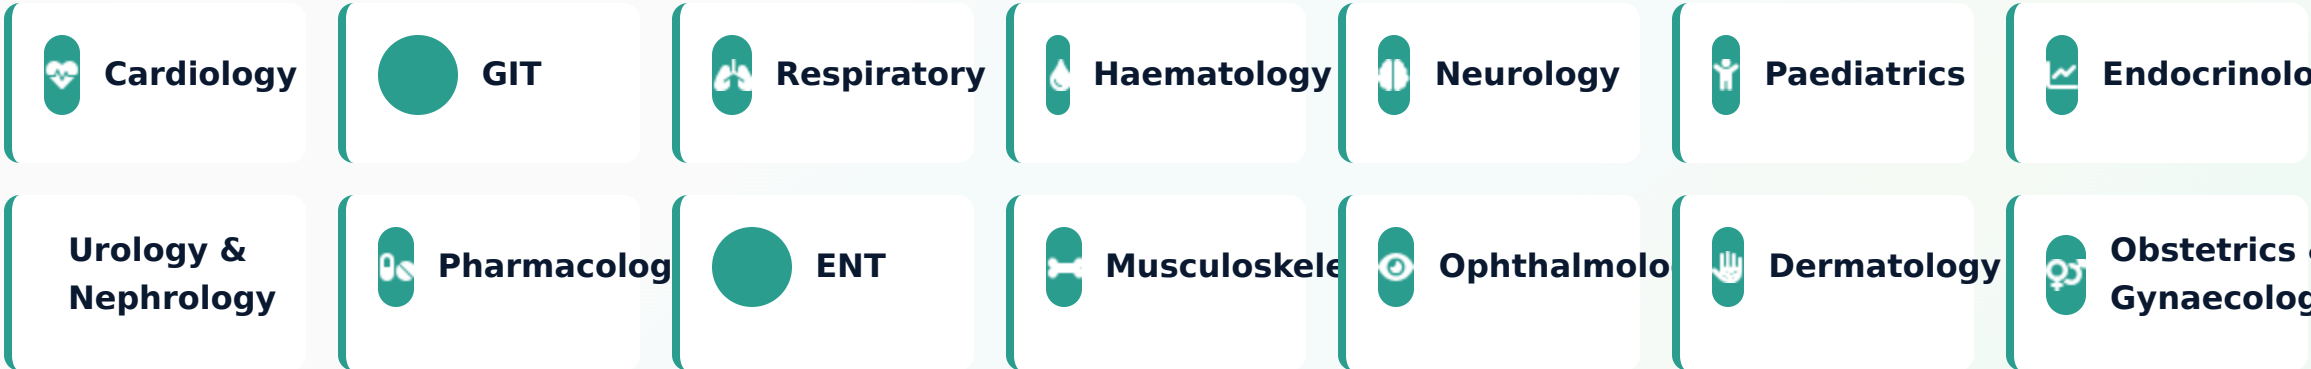 Cardiology
GIT
Respiratory
Haematology
Neurology
Paediatrics
Endocrinolo
Urology &
Nephrology
Pharmacolog
ENT
Musculoskele
Ophthalmolo
Dermatology
Obstetrics
Gynaecolog